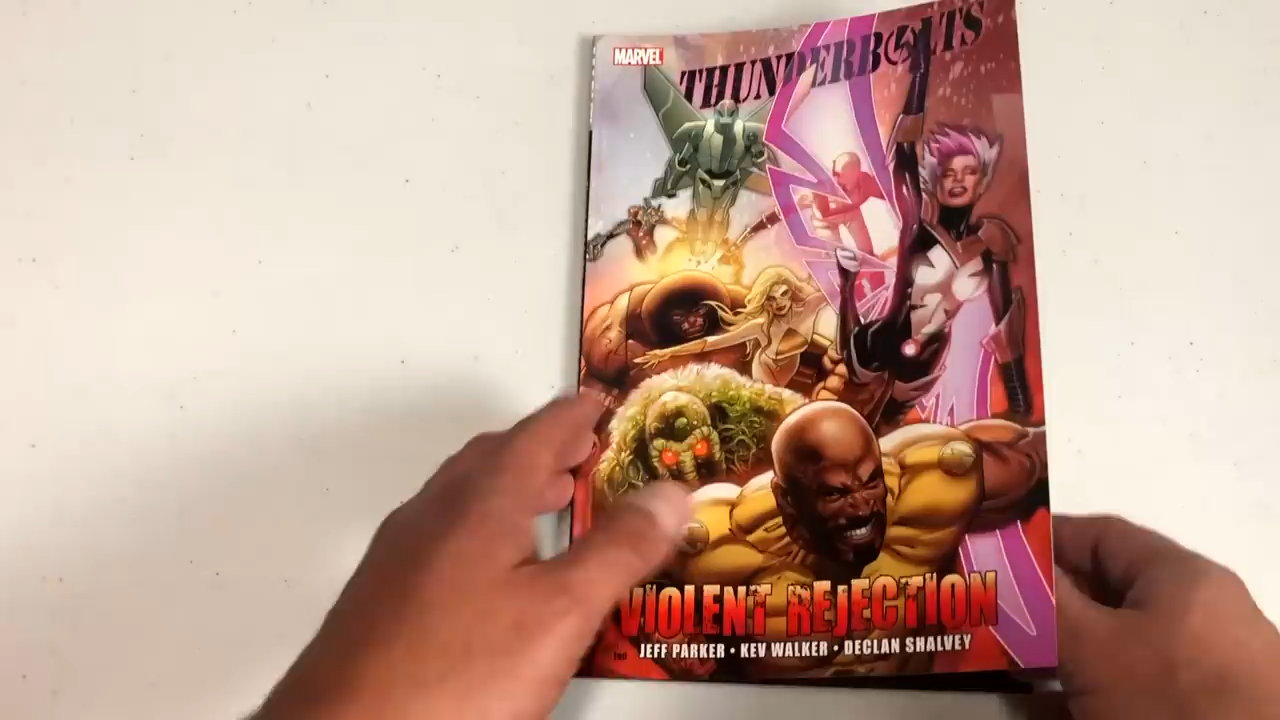 MARVEL
THUNDERBOLTS
VIOLENT REJECTION
JEFF PARKER • KEV WALKER • DECLAN SHALVEY